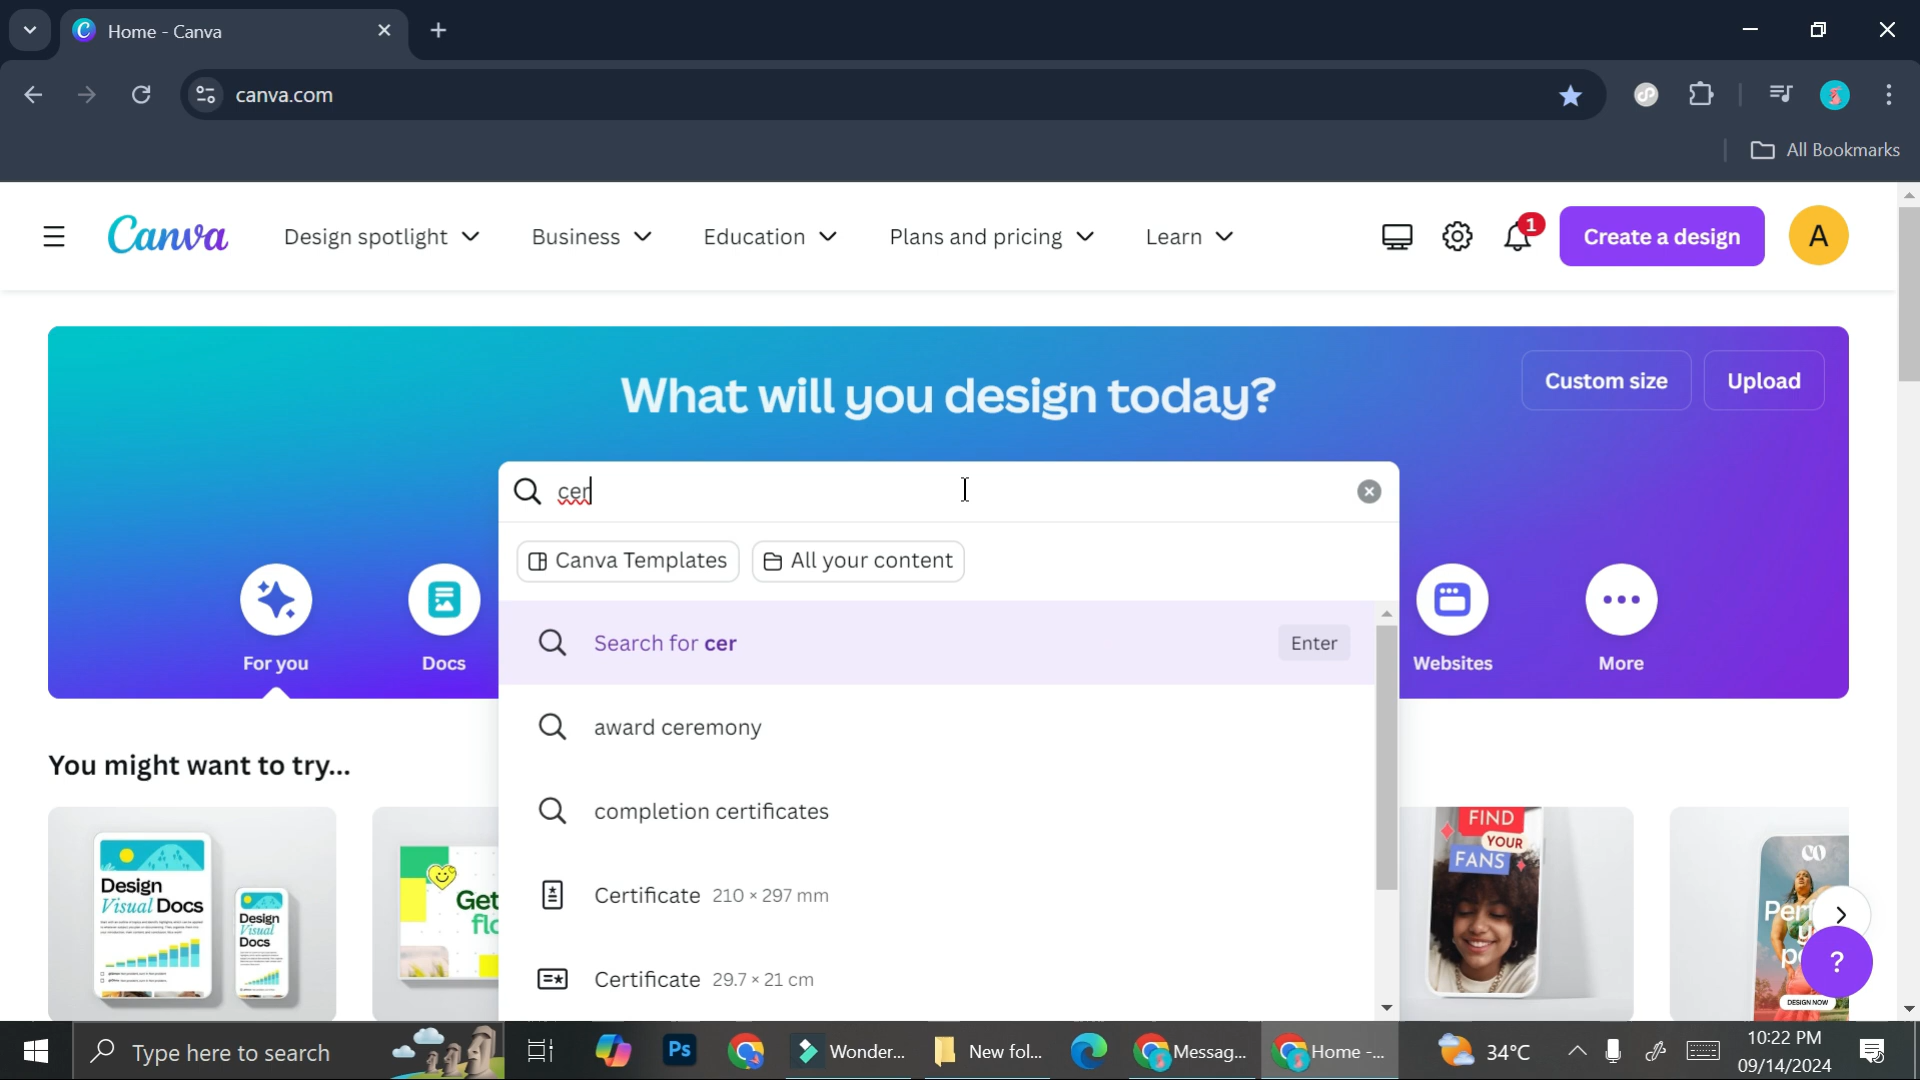 Home - Canva
canva.com
All Bookmarks
Canva
Design spotlight
Business
Education
Plans and pricing
Learn
1
Create a design
A
What will you design today?
Custom size
Upload
cer
Canva Templates
All your content
For you
Docs
Websites
More
Search for cer
Enter
award ceremony
completion certificates
Certificate 210 × 297 mm
Certificate 29.7 × 21 cm
You might want to try...
Design
Visual Docs
Design
Visual
Docs
Get
FIND
YOUR
FANS
CO
DESIGN NOW
?
Type here to search
Ps
Wonder...
New fol...
Messag...
Home -...
34°C
10:22 PM
09/14/2024